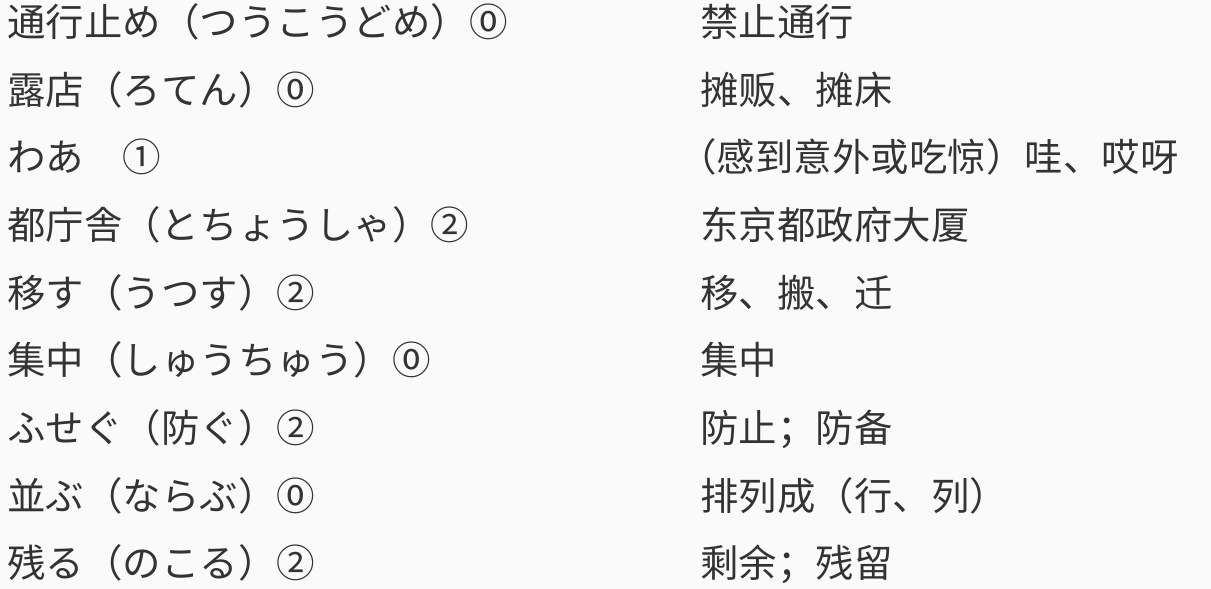 通行止め（つうこうどめ）⓪ 禁止通行
露店（ろてん）⓪ 摊贩、摊床
わあ　① （感到意外或吃惊）哇、哎呀
都庁舎（とちょうしゃ）② 东京都政府大厦
移す（うつす）② 移、搬、迁
集中（しゅうちゅう）⓪ 集中
ふせぐ（防ぐ）② 防止；防备
並ぶ（ならぶ）⓪ 排列成（行、列）
残る（のこる）② 剩余；残留